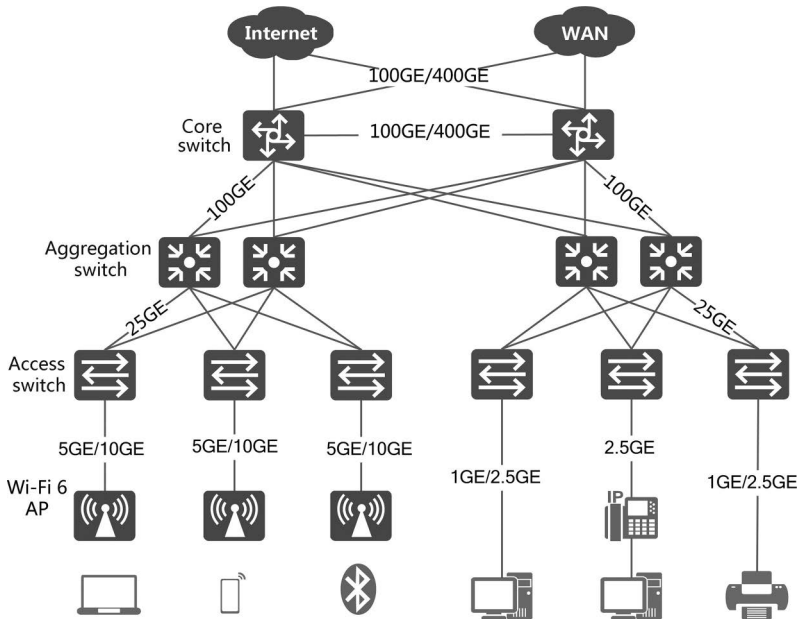 Internet
WAN
100GE/400GE
Core
switch
100GE/400GE
100GE
100GE
Aggregation
switch
25GE
25GE
Access
switch
5GE/10GE
5GE/10GE
5GE/10GE
2.5GE
1GE/2.5GE
1GE/2.5GE
Wi-Fi 6
AP
IP